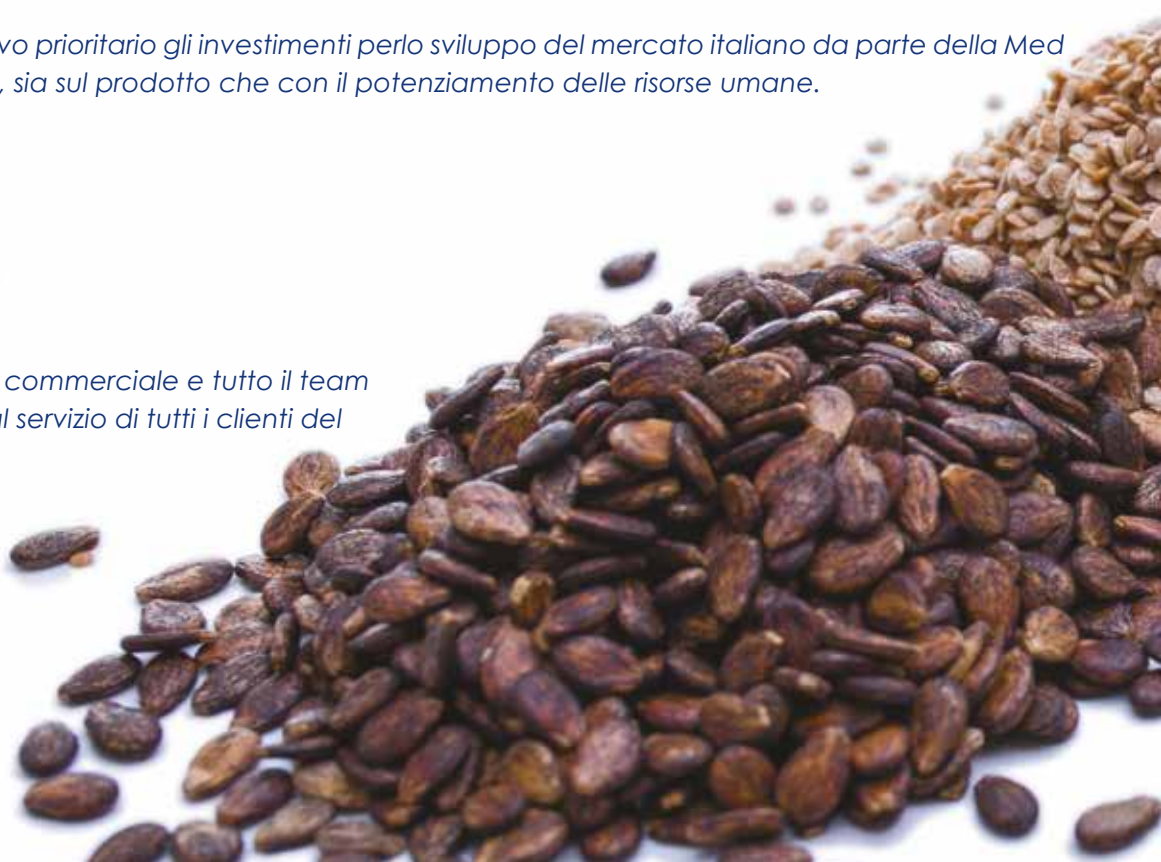 vo prioritario gli investimenti perlo sviluppo del mercato italiano da parte della Med
, sia sul prodotto che con il potenziamento delle risorse umane.
commerciale e tutto il team
l servizio di tutti i clienti del